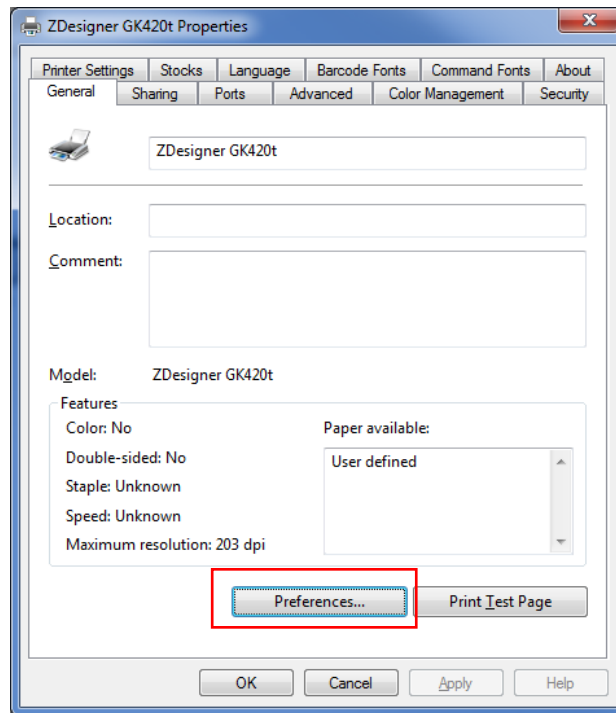 ZDesigner GK420t Properties
Printer Settings Stocks Language Barcode Fonts Command Fonts About
General Sharing Ports Advanced Color Management Security
ZDesigner GK420t
Location:
Comment:
Model: ZDesigner GK420t
Features
Color: No Paper available:
Double-sided: No User defined
Staple: Unknown
Speed: Unknown
Maximum resolution: 203 dpi
Preferences... Print Test Page
OK Cancel Apply Help